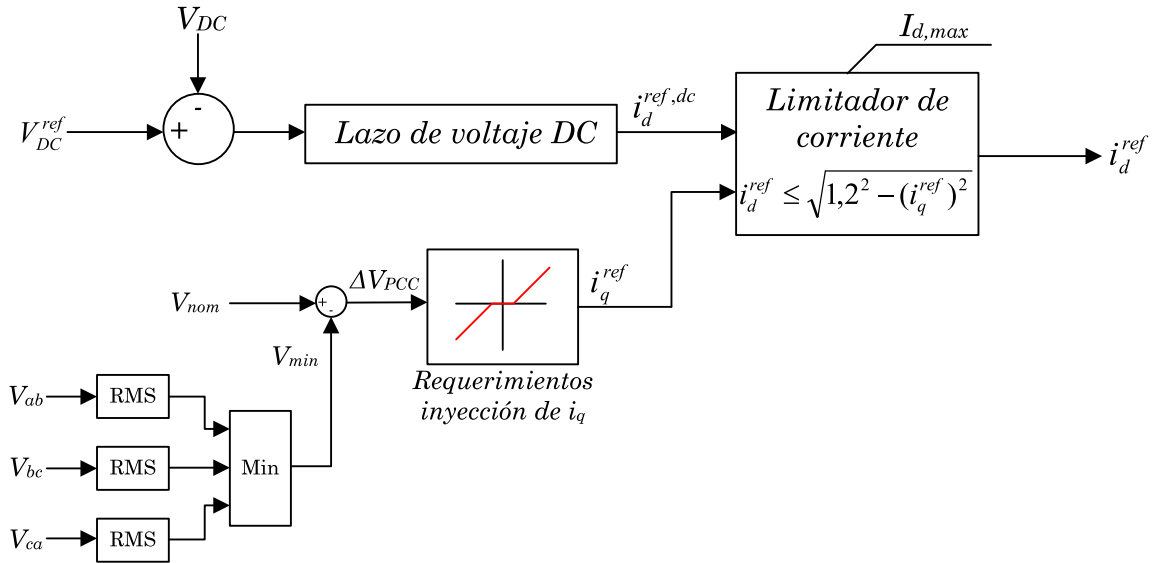 V_DC
-
V_DC^ref
+
Lazo de voltaje DC
i_d^ref,dc
I_d,max
Limitador de
corriente
i_d^ref ≤ √(1,2² − (i_q^ref)²)
i_d^ref
V_nom
+
-
ΔV_PCC
i_q^ref
V_min
Requerimientos
inyección de i_q
V_ab
RMS
V_bc
RMS
Min
V_ca
RMS